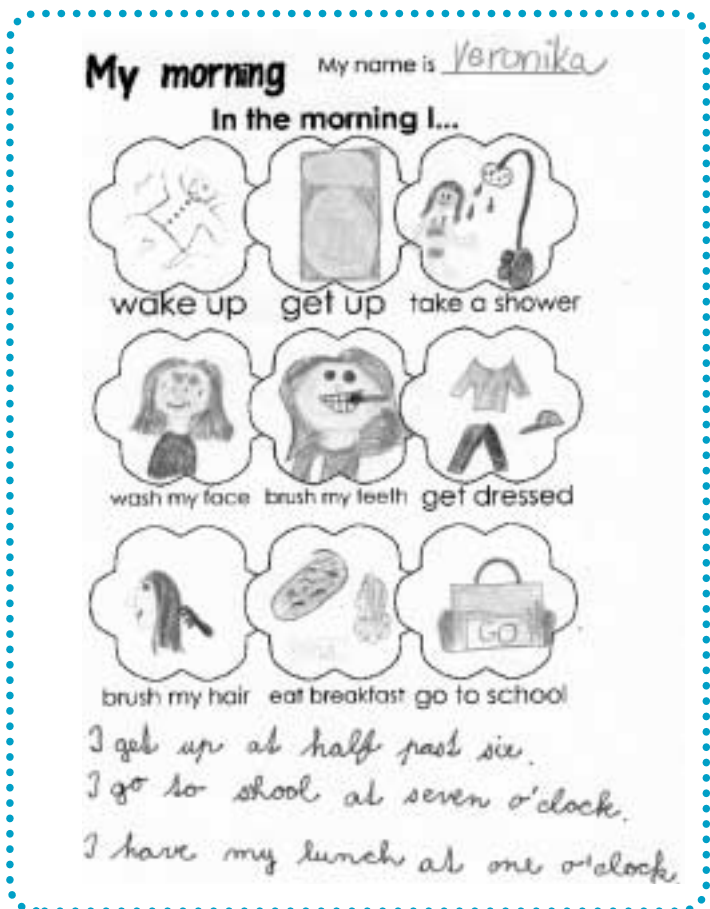 My morning My name is Veronika
In the morning I...
wake up get up take a shower
wash my face brush my teeth get dressed
GO
brush my hair eat breakfast go to school
I get up at half past six.
I go to shool at seven o'clock.
I have my lunch at one o'clock